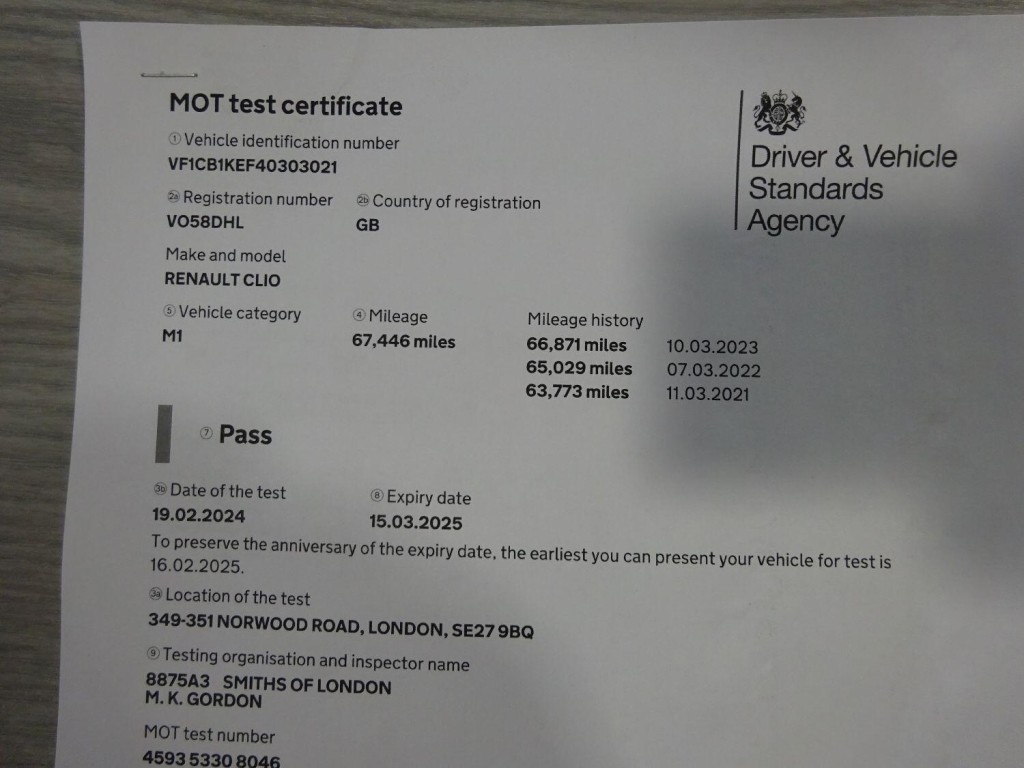 MOT test certificate
① Vehicle identification number
VF1CB1KEF40303021
2a Registration number 2b Country of registration
VO58DHL GB
Make and model
RENAULT CLIO
⑤ Vehicle category ④ Mileage Mileage history
M1 67,446 miles 66,871 miles 10.03.2023
65,029 miles 07.03.2022
63,773 miles 11.03.2021
⑦ Pass
3b Date of the test ⑧ Expiry date
19.02.2024 15.03.2025
To preserve the anniversary of the expiry date, the earliest you can present your vehicle for test is
16.02.2025.
3a Location of the test
349-351 NORWOOD ROAD, LONDON, SE27 9BQ
⑨ Testing organisation and inspector name
8875A3 SMITHS OF LONDON
M. K. GORDON
MOT test number
4593 5330 8046
Driver & Vehicle
Standards
Agency